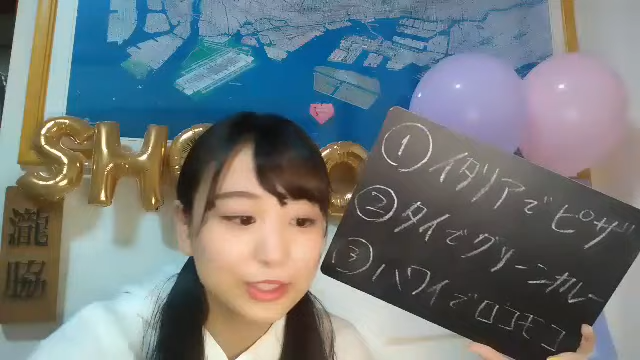 SHO
瀧脇
①イタリアでピザ
②タイでグリーンカレー
③ハワイでロコモコ